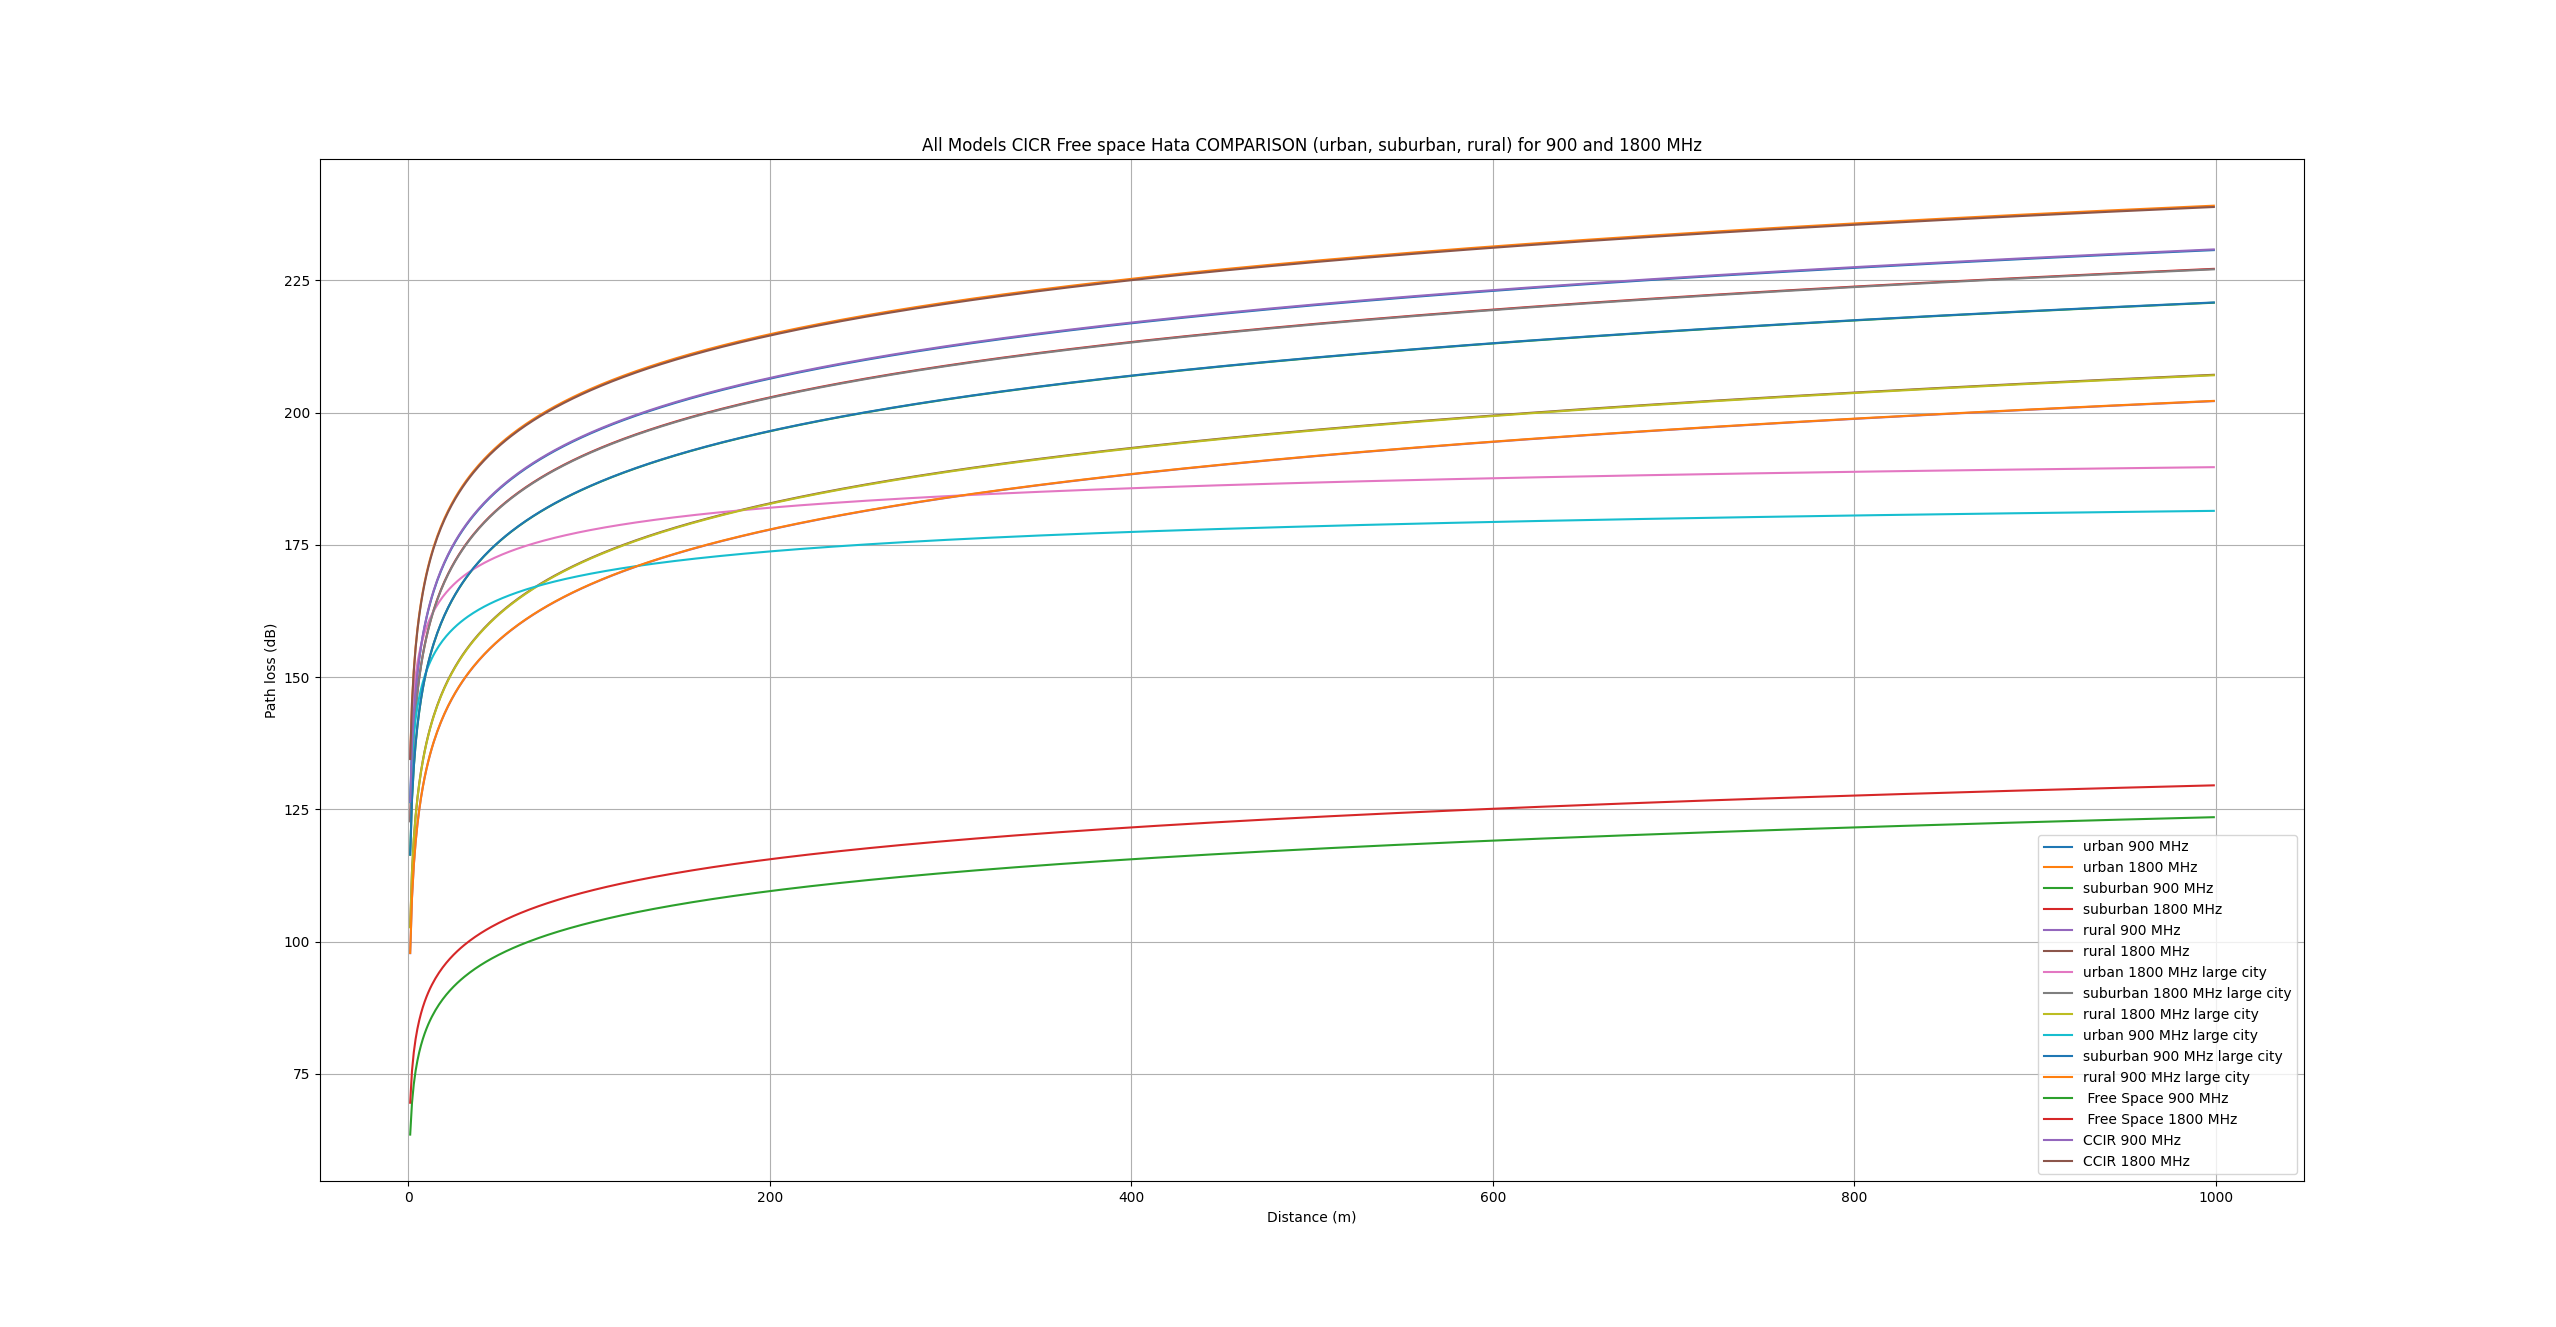 All Models CICR Free space Hata COMPARISON (urban, suburban, rural) for 900 and 1800 MHz
Path loss (dB)
225
200
175
150
125
100
75
0 200 400 600 800 1000
Distance (m)
urban 900 MHz
urban 1800 MHz
suburban 900 MHz
suburban 1800 MHz
rural 900 MHz
rural 1800 MHz
urban 1800 MHz large city
suburban 1800 MHz large city
rural 1800 MHz large city
urban 900 MHz large city
suburban 900 MHz large city
rural 900 MHz large city
Free Space 900 MHz
Free Space 1800 MHz
CCIR 900 MHz
CCIR 1800 MHz